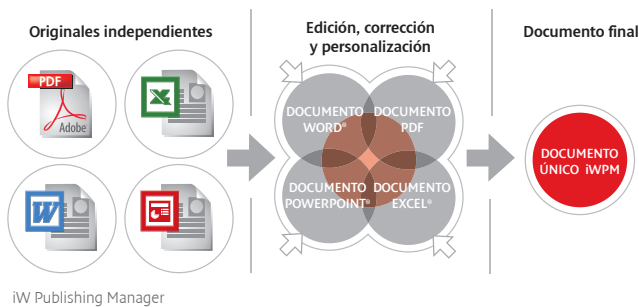 Originales independientes
PDF
Adobe
X
W
Edición, corrección
y personalización
DOCUMENTO
WORD®
DOCUMENTO
PDF
DOCUMENTO
POWERPOINT®
DOCUMENTO
EXCEL®
Documento final
DOCUMENTO
ÚNICO iWPM
iW Publishing Manager